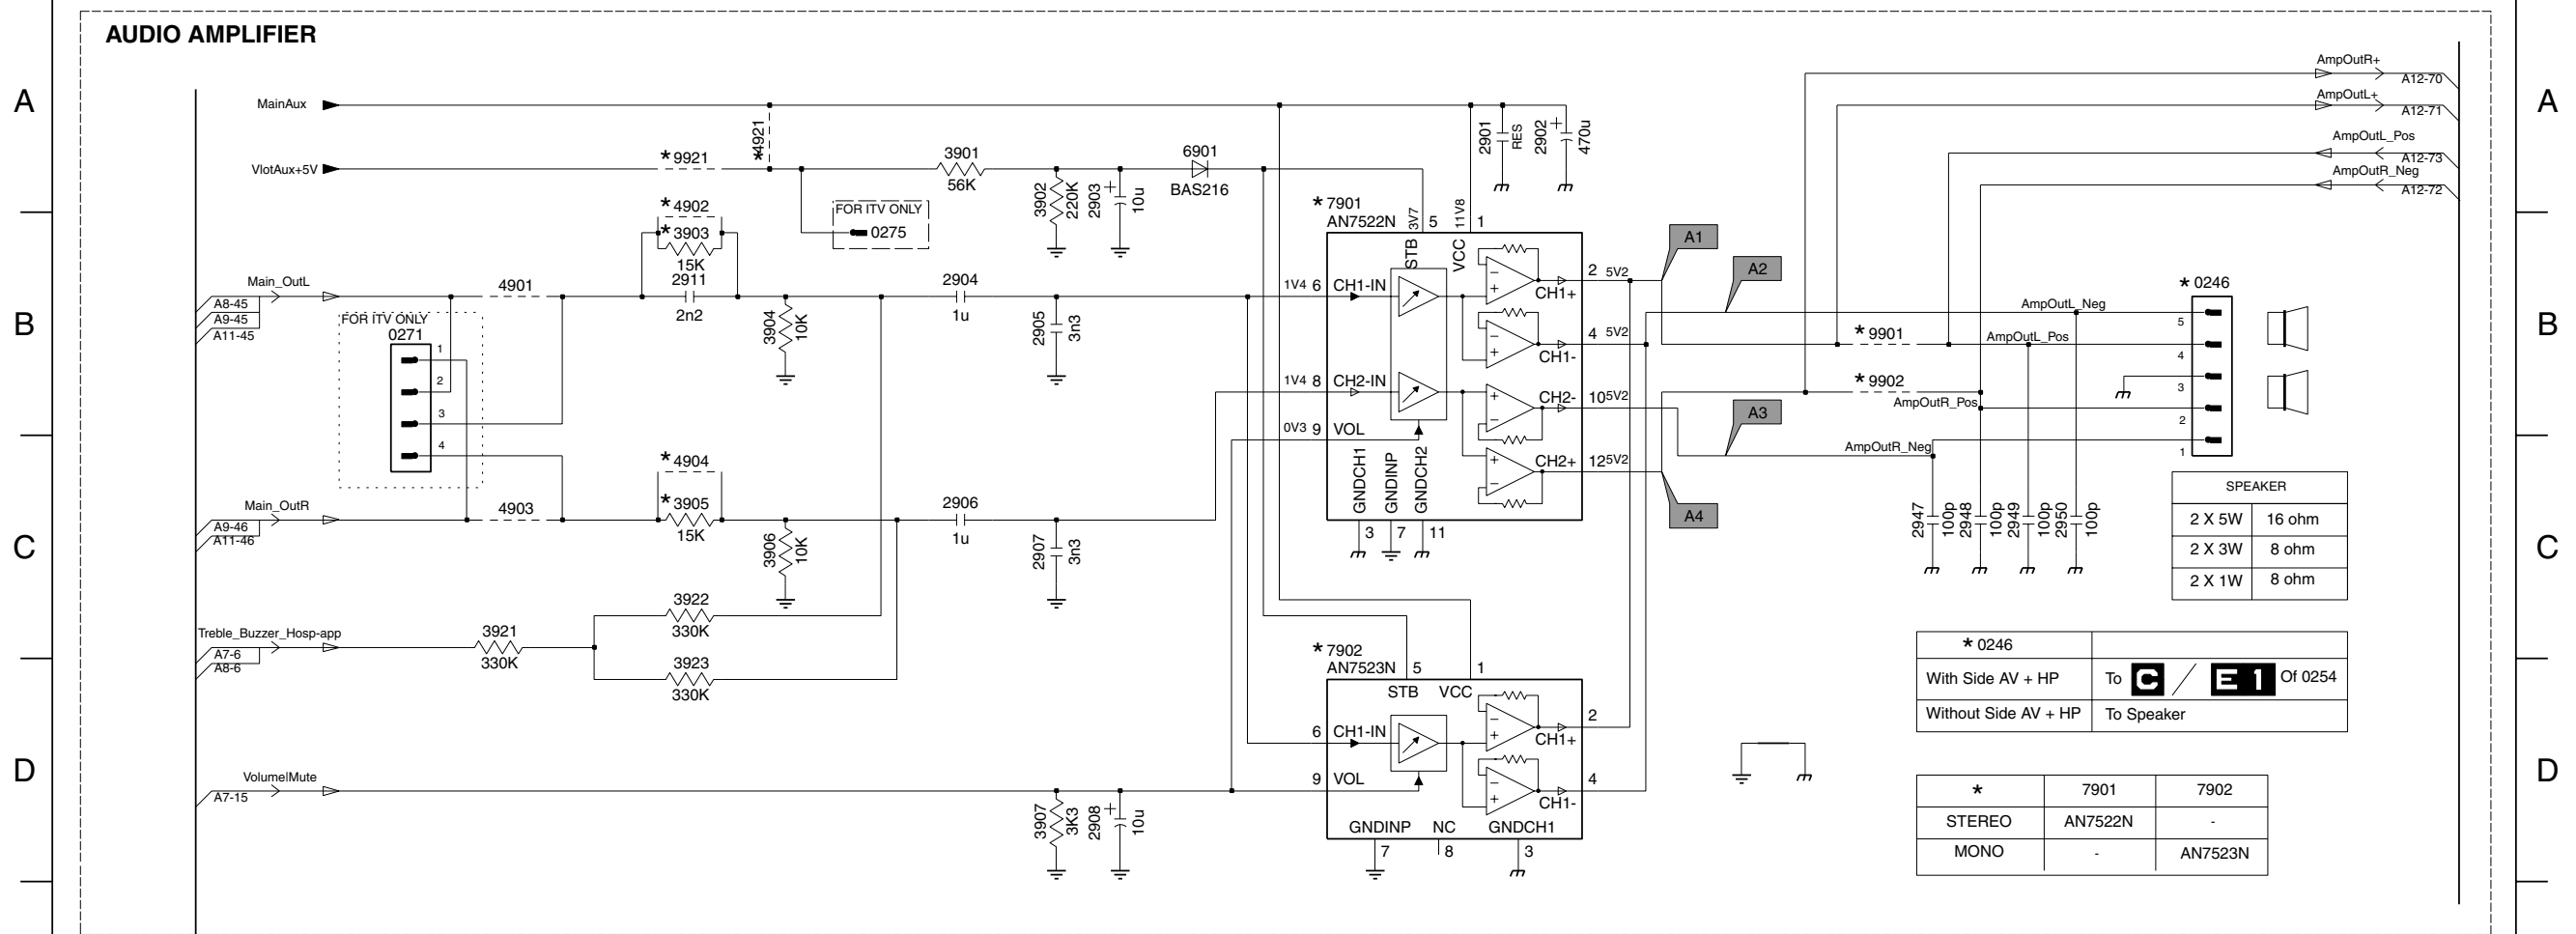 AUDIO AMPLIFIER
A
B
C
D
A
B
C
D
MainAux
VlotAux+5V
*9921
*4921
3901
56K
3902
220K
2903
+
10u
6901
BAS216
*4902
*3903
15K
2911
2n2
FOR ITV ONLY
0275
2901
RES
2902
+
470u
AmpOutR+
A12-70
AmpOutL+
A12-71
AmpOutL_Pos
A12-73
AmpOutR_Neg
A12-72
Main_OutL
A8-45
A9-45
A11-45
4901
FOR ITV ONLY
0271
1
2
3
4
3904
10K
2904
1u
2905
3n3
Main_OutR
A9-46
A11-46
4903
*4904
*3905
15K
3906
10K
2906
1u
2907
3n3
Treble_Buzzer_Hosp-app
A7-6
A8-6
3921
330K
3922
330K
3923
330K
Volume|Mute
A7-15
3907
3K3
2908
+
10u
*7901
AN7522N
3V7
5
11V8
1
STB
VCC
1V4 6 CH1-IN
1V4 8 CH2-IN
0V3 9 VOL
CH1+ 2 5V2
CH1- 4 5V2
CH2- 10 5V2
CH2+ 12 5V2
GNDCH1
GNDINP
GNDCH2
3
7
11
*7902
AN7523N
5
1
STB
VCC
6 CH1-IN
9 VOL
CH1+ 2
CH1- 4
GNDINP NC GNDCH1
7
8
3
A1
A2
A3
A4
*9901
*9902
AmpOutL_Neg
AmpOutL_Pos
AmpOutR_Pos
AmpOutR_Neg
*0246
5
4
3
2
1
2947
100p
2948
100p
2949
100p
2950
100p
SPEAKER
2 X 5W 16 ohm
2 X 3W 8 ohm
2 X 1W 8 ohm
*0246
With Side AV + HP To C / E 1 Of 0254
Without Side AV + HP To Speaker
* 7901 7902
STEREO AN7522N -
MONO - AN7523N